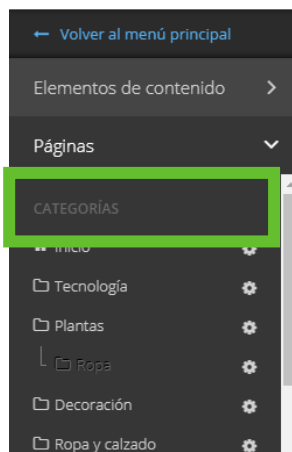 ← Volver al menú principal
Elementos de contenido
Páginas
CATEGORÍAS
Inicio
Tecnología
Plantas
Ropa
Decoración
Ropa y calzado